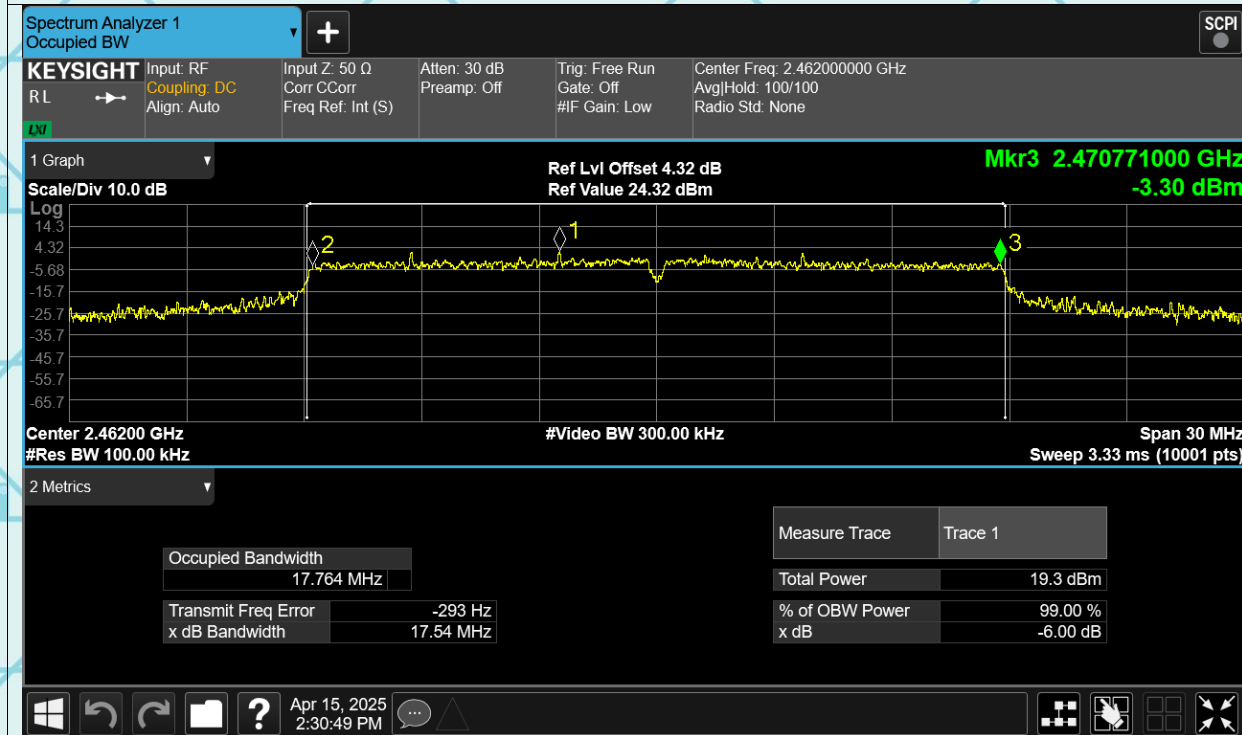 Spectrum Analyzer 1
Occupied BW
SCPI
KEYSIGHT
RL
LXI
Input: RF
Coupling: DC
Align: Auto
Input Z: 50 Ω
Corr CCorr
Freq Ref: Int (S)
Atten: 30 dB
Preamp: Off
Trig: Free Run
Gate: Off
#IF Gain: Low
Center Freq: 2.462000000 GHz
Avg|Hold: 100/100
Radio Std: None
1 Graph
Scale/Div 10.0 dB
Ref Lvl Offset 4.32 dB
Ref Value 24.32 dBm
Mkr3 2.470771000 GHz
-3.30 dBm
Log
14.3
4.32
-5.68
-15.7
-25.7
-35.7
-45.7
-55.7
-65.7
2
1
3
Center 2.46200 GHz
#Res BW 100.00 kHz
#Video BW 300.00 kHz
Span 30 MHz
Sweep 3.33 ms (10001 pts)
2 Metrics
Occupied Bandwidth
17.764 MHz
Transmit Freq Error -293 Hz
x dB Bandwidth 17.54 MHz
Measure Trace Trace 1
Total Power 19.3 dBm
% of OBW Power 99.00 %
x dB -6.00 dB
Apr 15, 2025
2:30:49 PM